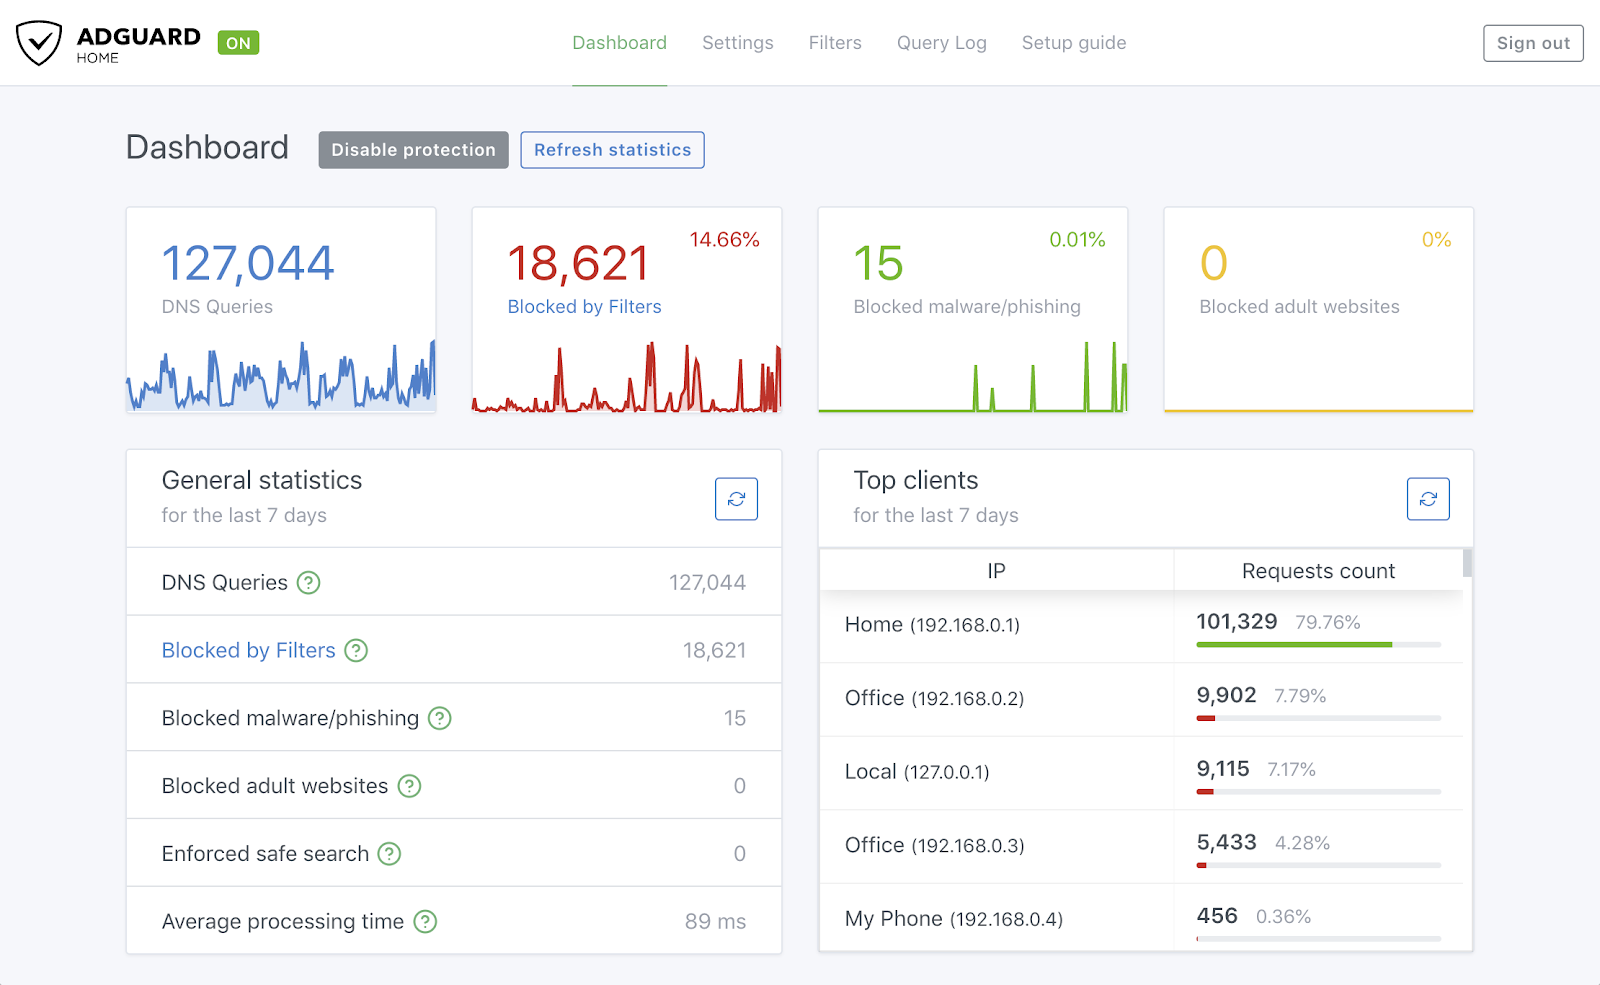 ADGUARD
HOME
ON
Dashboard
Settings
Filters
Query Log
Setup guide
Sign out
Dashboard
Disable protection
Refresh statistics
127,044
DNS Queries
14.66%
18,621
Blocked by Filters
0.01%
15
Blocked malware/phishing
0%
0
Blocked adult websites
General statistics
for the last 7 days
DNS Queries ? 127,044
Blocked by Filters ? 18,621
Blocked malware/phishing ? 15
Blocked adult websites ? 0
Enforced safe search ? 0
Average processing time ? 89 ms
Top clients
for the last 7 days
IP Requests count
Home (192.168.0.1) 101,329 79.76%
Office (192.168.0.2) 9,902 7.79%
Local (127.0.0.1) 9,115 7.17%
Office (192.168.0.3) 5,433 4.28%
My Phone (192.168.0.4) 456 0.36%